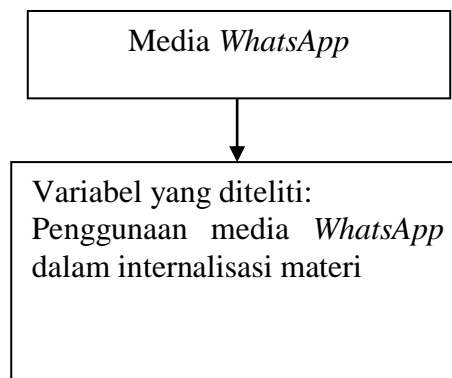 Media WhatsApp
Variabel yang diteliti:
Penggunaan media WhatsApp
dalam internalisasi materi